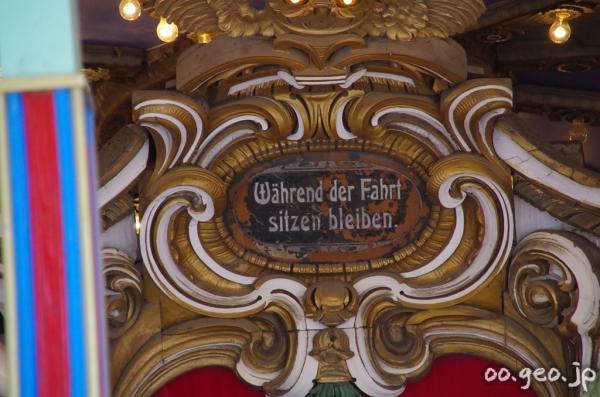 Während der Fahrt
sitzen bleiben.
oo.geo.jp